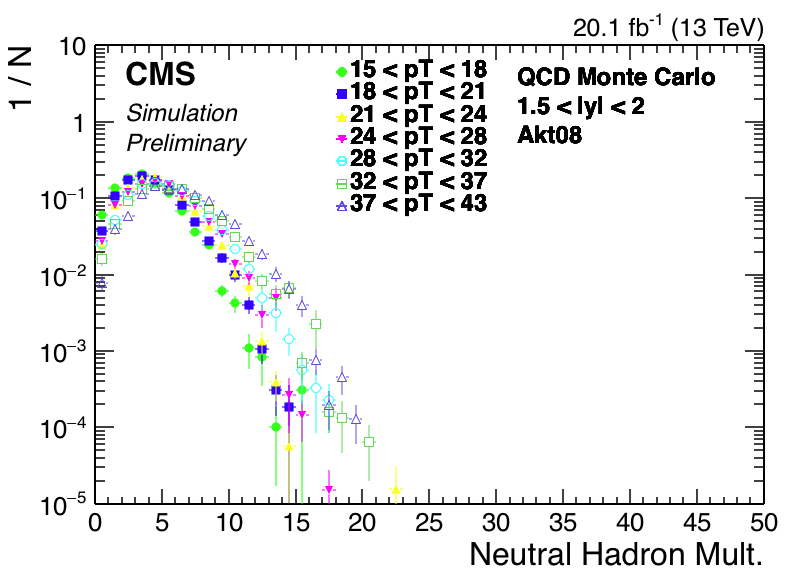 20.1 fb⁻¹ (13 TeV)
1 / N
CMS
Simulation
Preliminary
15 < pT < 18
18 < pT < 21
21 < pT < 24
24 < pT < 28
28 < pT < 32
32 < pT < 37
37 < pT < 43
QCD Monte Carlo
1.5 < |y| < 2
Akt08
10
1
10⁻¹
10⁻²
10⁻³
10⁻⁴
10⁻⁵
0 5 10 15 20 25 30 35 40 45 50
Neutral Hadron Mult.